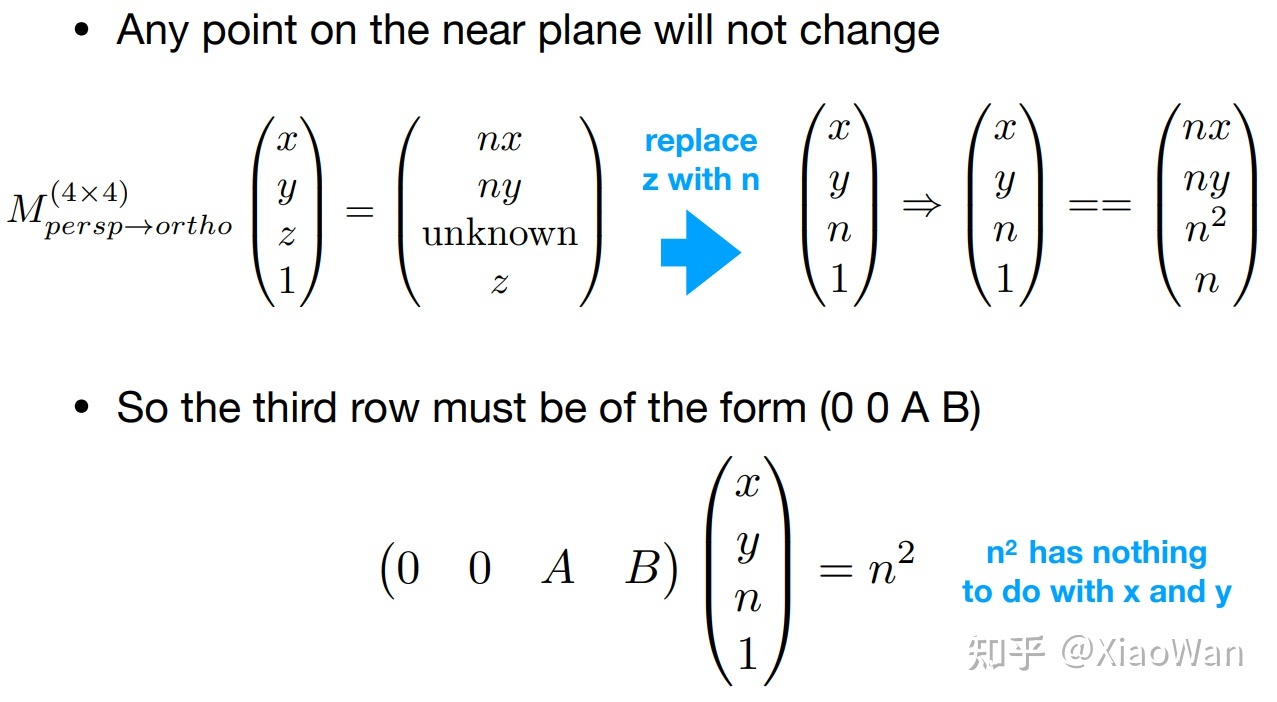 • Any point on the near plane will not change
$M_{persp\to ortho}^{(4\times 4)} \begin{pmatrix} x \\ y \\ z \\ 1 \end{pmatrix} = \begin{pmatrix} nx \\ ny \\ \text{unknown} \\ z \end{pmatrix}$ replace z with n $\begin{pmatrix} x \\ y \\ n \\ 1 \end{pmatrix} \Rightarrow \begin{pmatrix} x \\ y \\ n \\ 1 \end{pmatrix} == \begin{pmatrix} nx \\ ny \\ n^2 \\ n \end{pmatrix}$
• So the third row must be of the form (0 0 A B)
$\begin{pmatrix} 0 & 0 & A & B \end{pmatrix} \begin{pmatrix} x \\ y \\ n \\ 1 \end{pmatrix} = n^2$
n² has nothing
to do with x and y
知乎 @XiaoWan